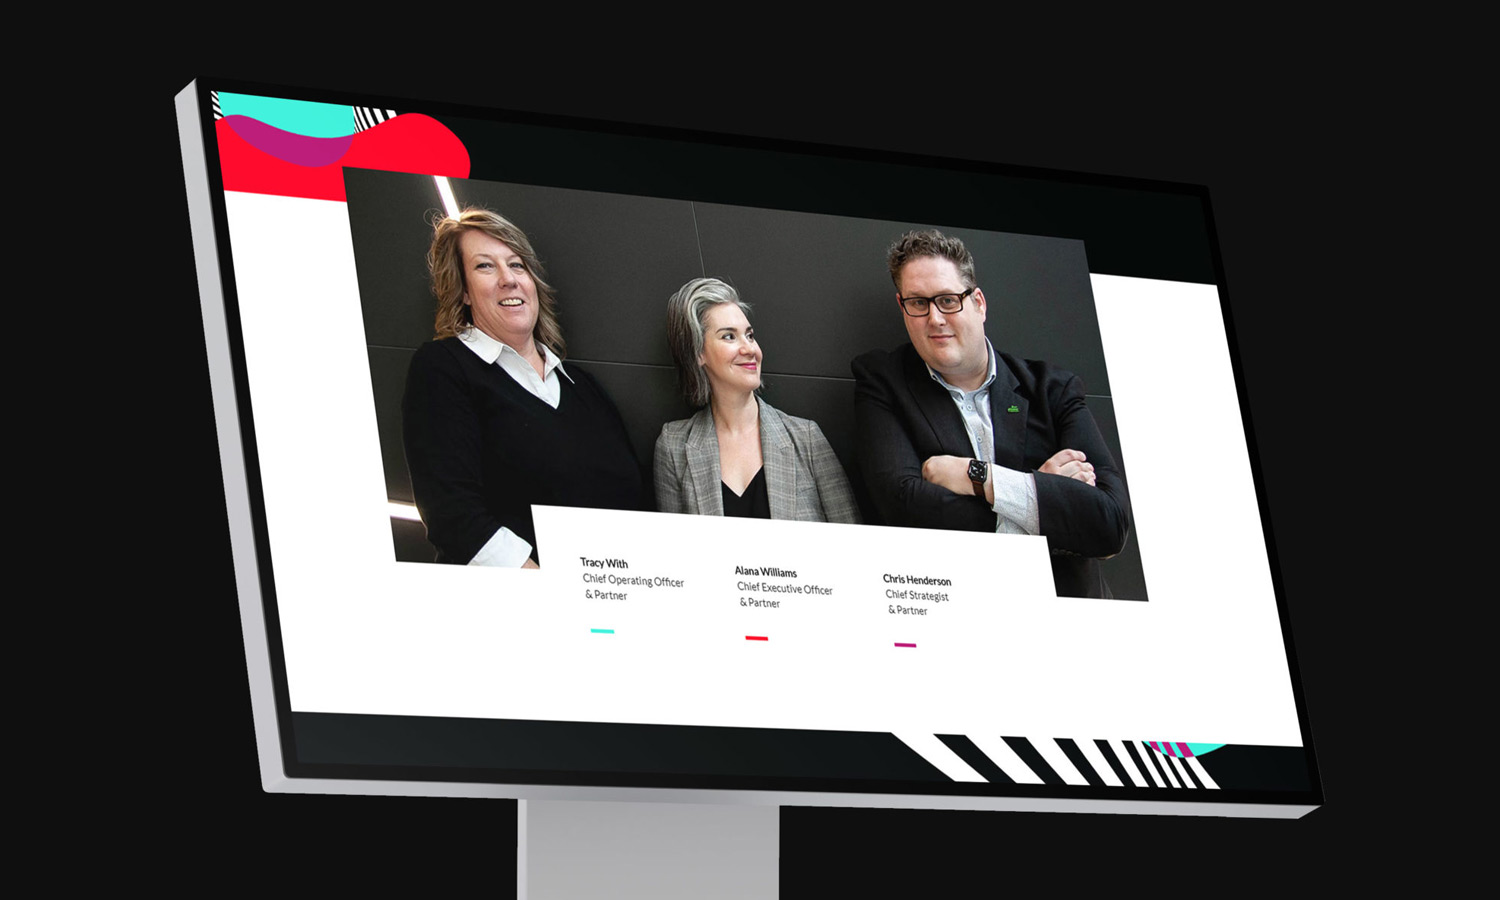 Tracy With
Chief Operating Officer
& Partner
Alana Williams
Chief Executive Officer
& Partner
Chris Henderson
Chief Strategist
& Partner